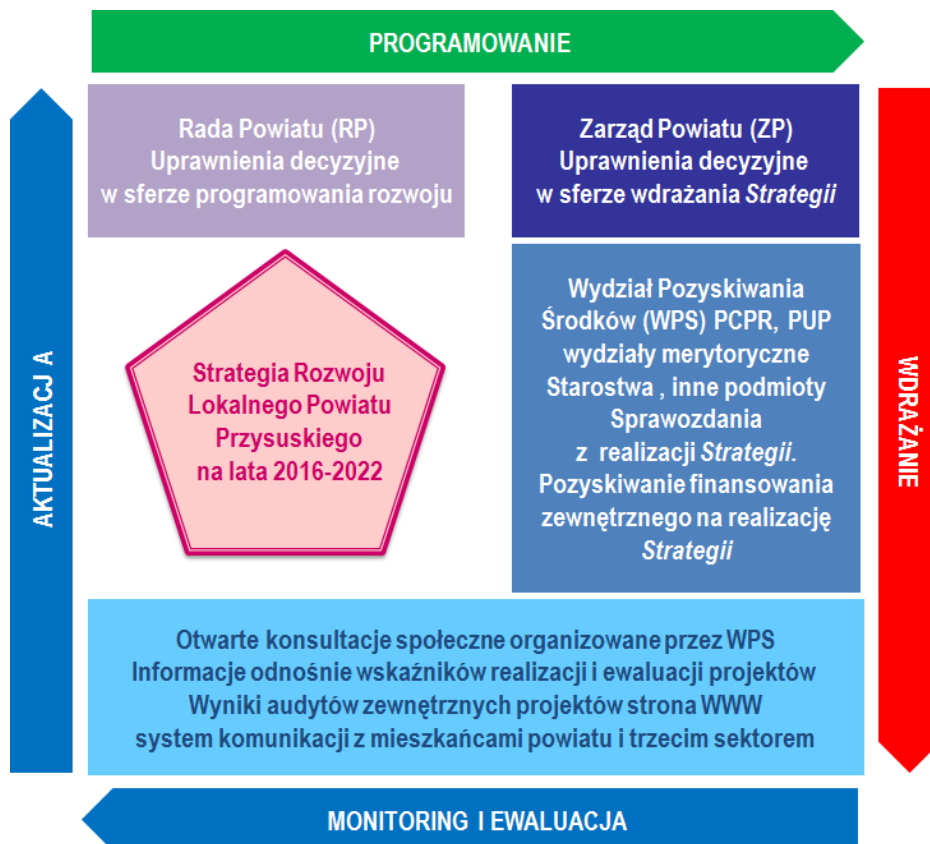 PROGRAMOWANIE
Rada Powiatu (RP)
Uprawnienia decyzyjne
w sferze programowania rozwoju
Zarząd Powiatu (ZP)
Uprawnienia decyzyjne
w sferze wdrażania Strategii
Strategia Rozwoju
Lokalnego Powiatu
Przysuskiego
na lata 2016-2022
Wydział Pozyskiwania
Środków (WPS) PCPR, PUP
wydziały merytoryczne
Starostwa , inne podmioty
Sprawozdania
z realizacji Strategii.
Pozyskiwanie finansowania
zewnętrznego na realizację
Strategii
AKTUALIZACJ A
WDRAŻANIE
Otwarte konsultacje społeczne organizowane przez WPS
Informacje odnośnie wskaźników realizacji i ewaluacji projektów
Wyniki audytów zewnętrznych projektów strona WWW
system komunikacji z mieszkańcami powiatu i trzecim sektorem
MONITORING I EWALUACJA